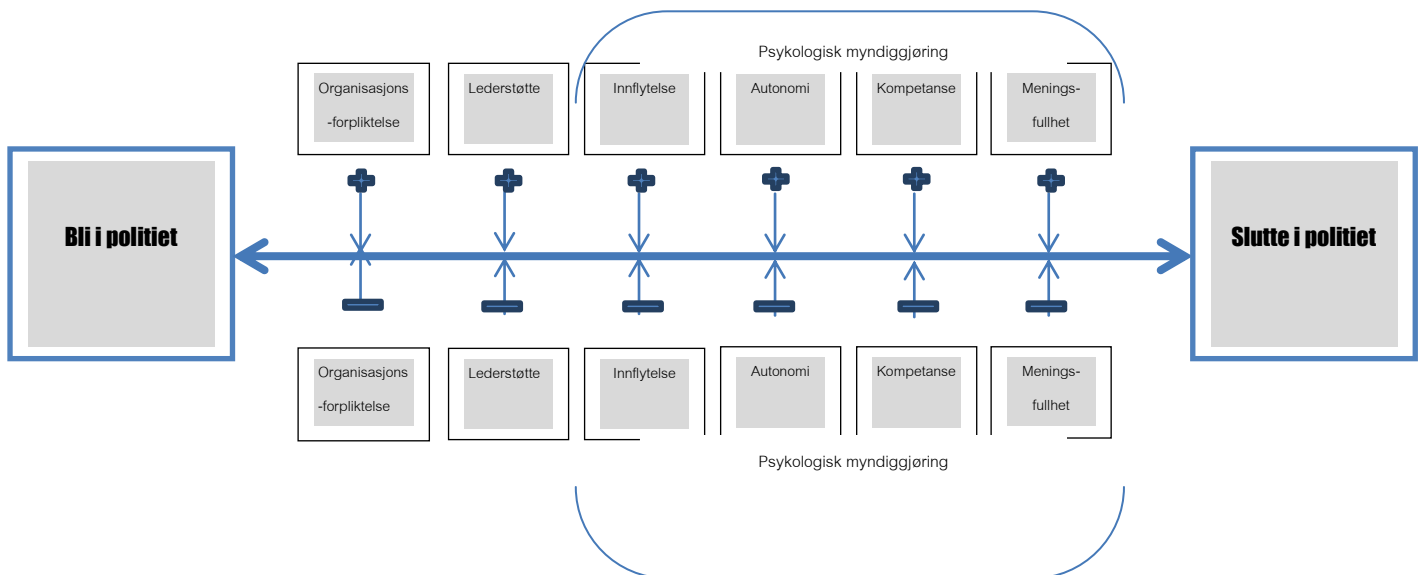 Psykologisk myndiggjøring
Organisasjons
-forpliktelse
Lederstøtte
Innflytelse
Autonomi
Kompetanse
Menings-
fullhet
Bli i politiet
Slutte i politiet
Organisasjons
-forpliktelse
Lederstøtte
Innflytelse
Autonomi
Kompetanse
Menings-
fullhet
Psykologisk myndiggjøring